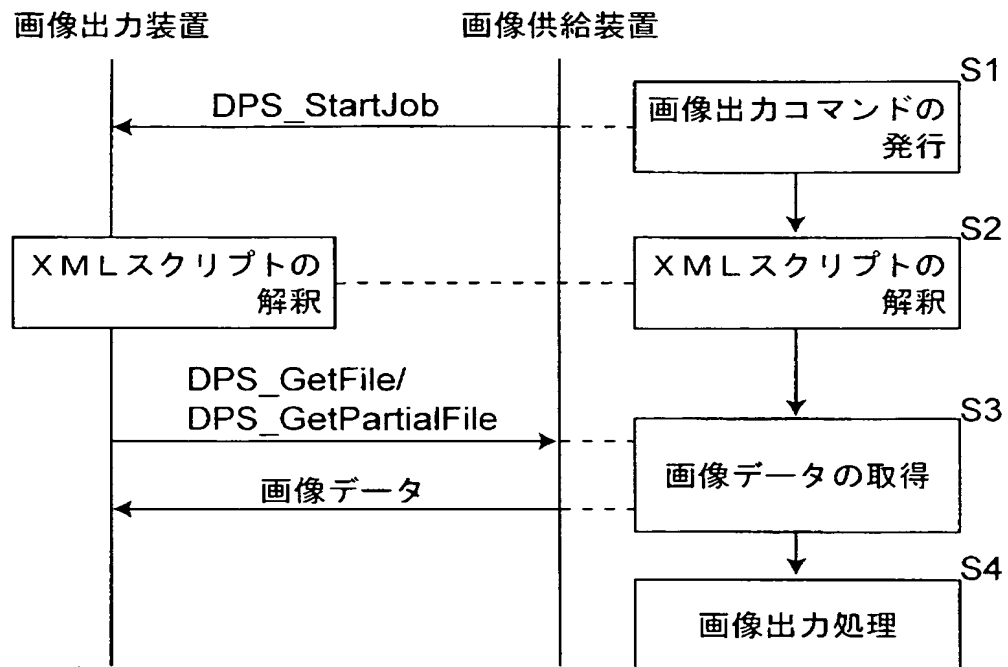 画像出力装置
画像供給装置
S1
DPS_StartJob
画像出力コマンドの
発行
S2
XMLスクリプトの
解釈
XMLスクリプトの
解釈
DPS_GetFile/
DPS_GetPartialFile
S3
画像データの取得
画像データ
S4
画像出力処理